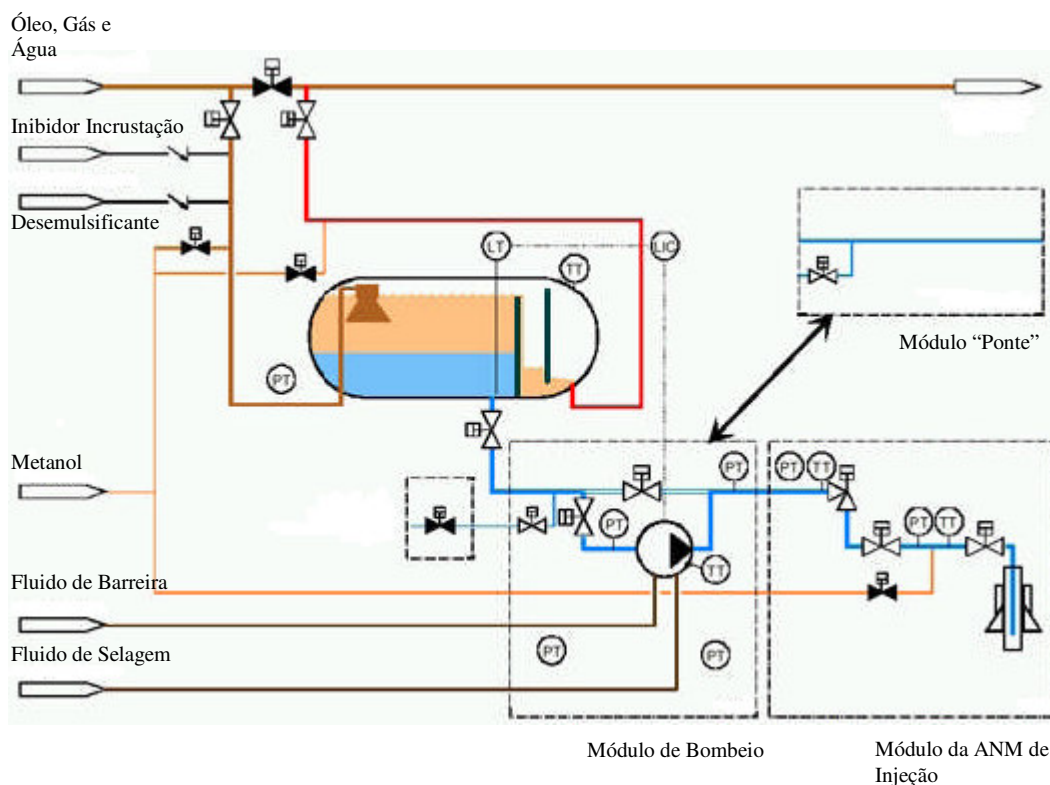 Óleo, Gás e
Água
Inibidor Incrustação
Desemulsificante
LT
LIC
TT
PT
Módulo “Ponte”
Metanol
PT
PT
TT
PT
PT
TT
TT
Fluido de Barreira
PT
PT
Fluido de Selagem
Módulo de Bombeio
Módulo da ANM de
Injeção